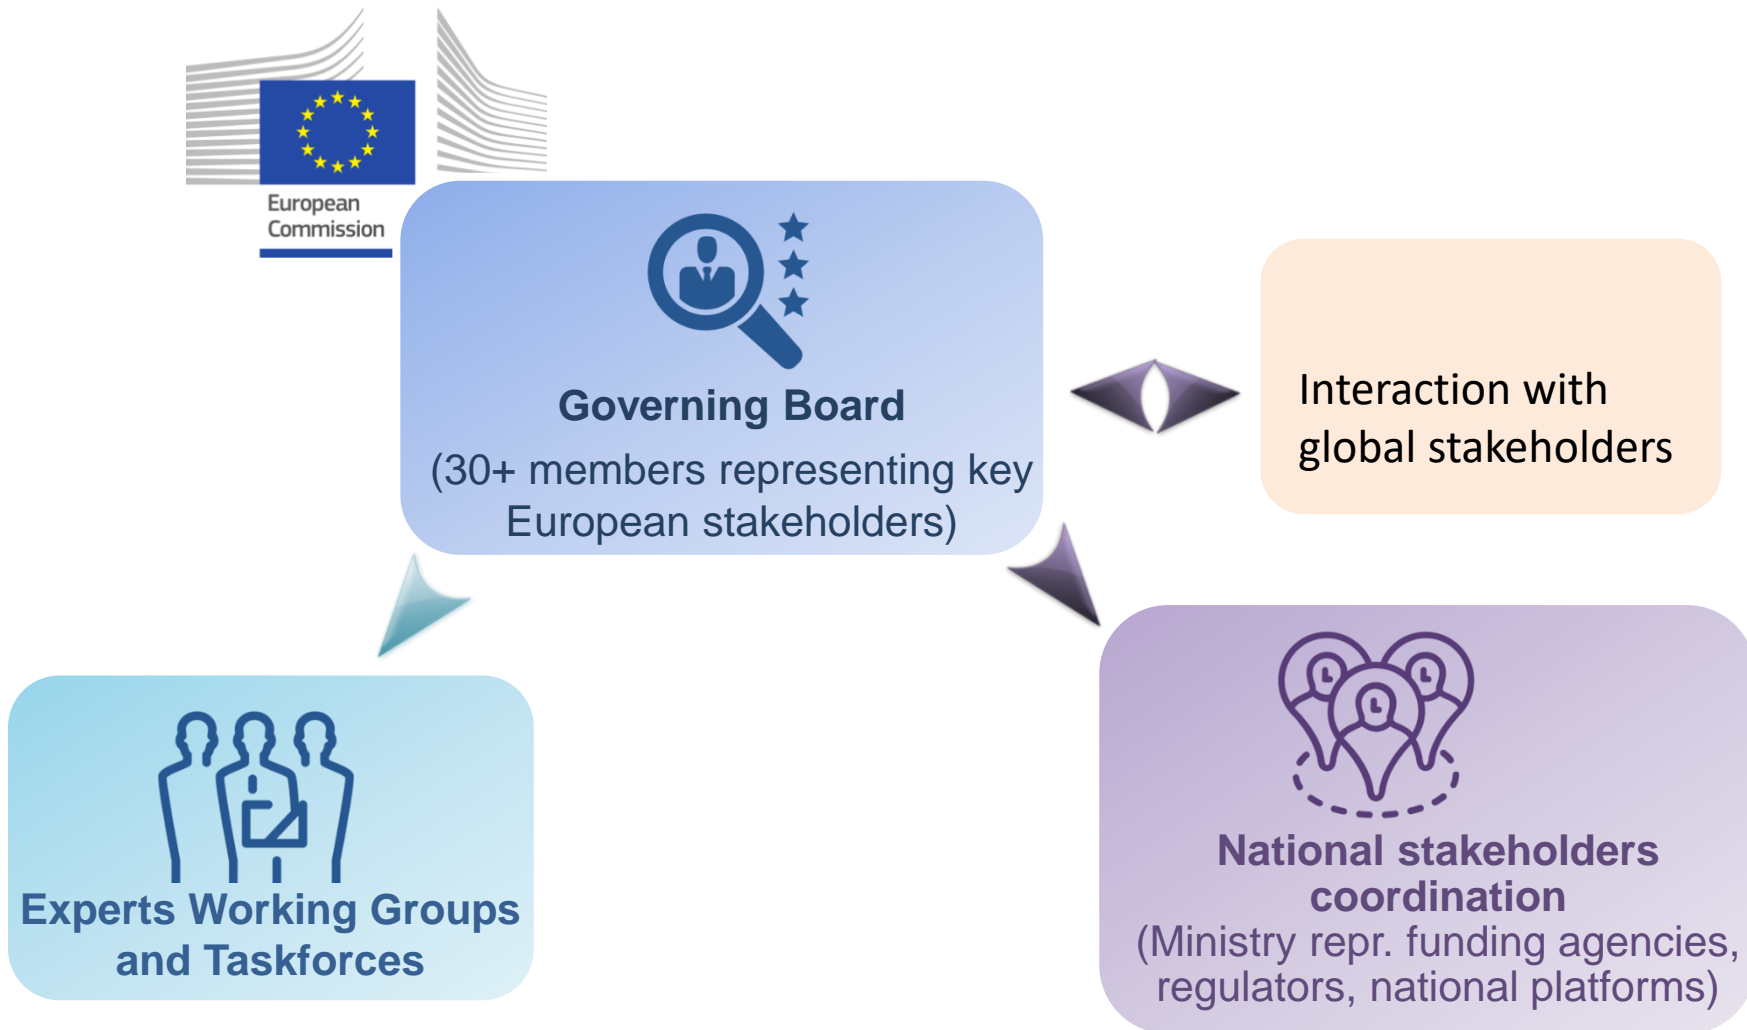 European
Commission
Governing Board
(30+ members representing key
European stakeholders)
Interaction with
global stakeholders
Experts Working Groups
and Taskforces
National stakeholders
coordination
(Ministry repr. funding agencies,
regulators, national platforms)